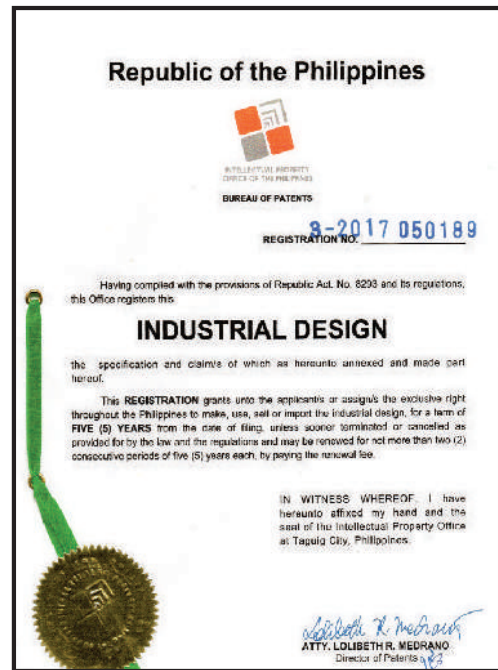 Republic of the Philippines
INTELLECTUAL PROPERTY
OFFICE OF THE PHILIPPINES
BUREAU OF PATENTS
REGISTRATION NO. 3-2017 050189
Having complied with the provisions of Republic Act. No. 8293 and its regulations,
this Office registers this
INDUSTRIAL DESIGN
the specification and claim/s of which as hereunto annexed and made part
hereof.
This REGISTRATION grants unto the applicant/s or assign/s the exclusive right
throughout the Philippines to make, use, sell or import the industrial design, for a term of
FIVE (5) YEARS from the date of filing, unless sooner terminated or cancelled as
provided for by the law and the regulations and may be renewed for not more than two (2)
consecutive periods of five (5) years each, by paying the renewal fee.
IN WITNESS WHEREOF, I have
hereunto affixed my hand and the
seal of the Intellectual Property Office
at Taguig City, Philippines.
Lolibeth R. Medrano
ATTY. LOLIBETH R. MEDRANO
Director of Patents